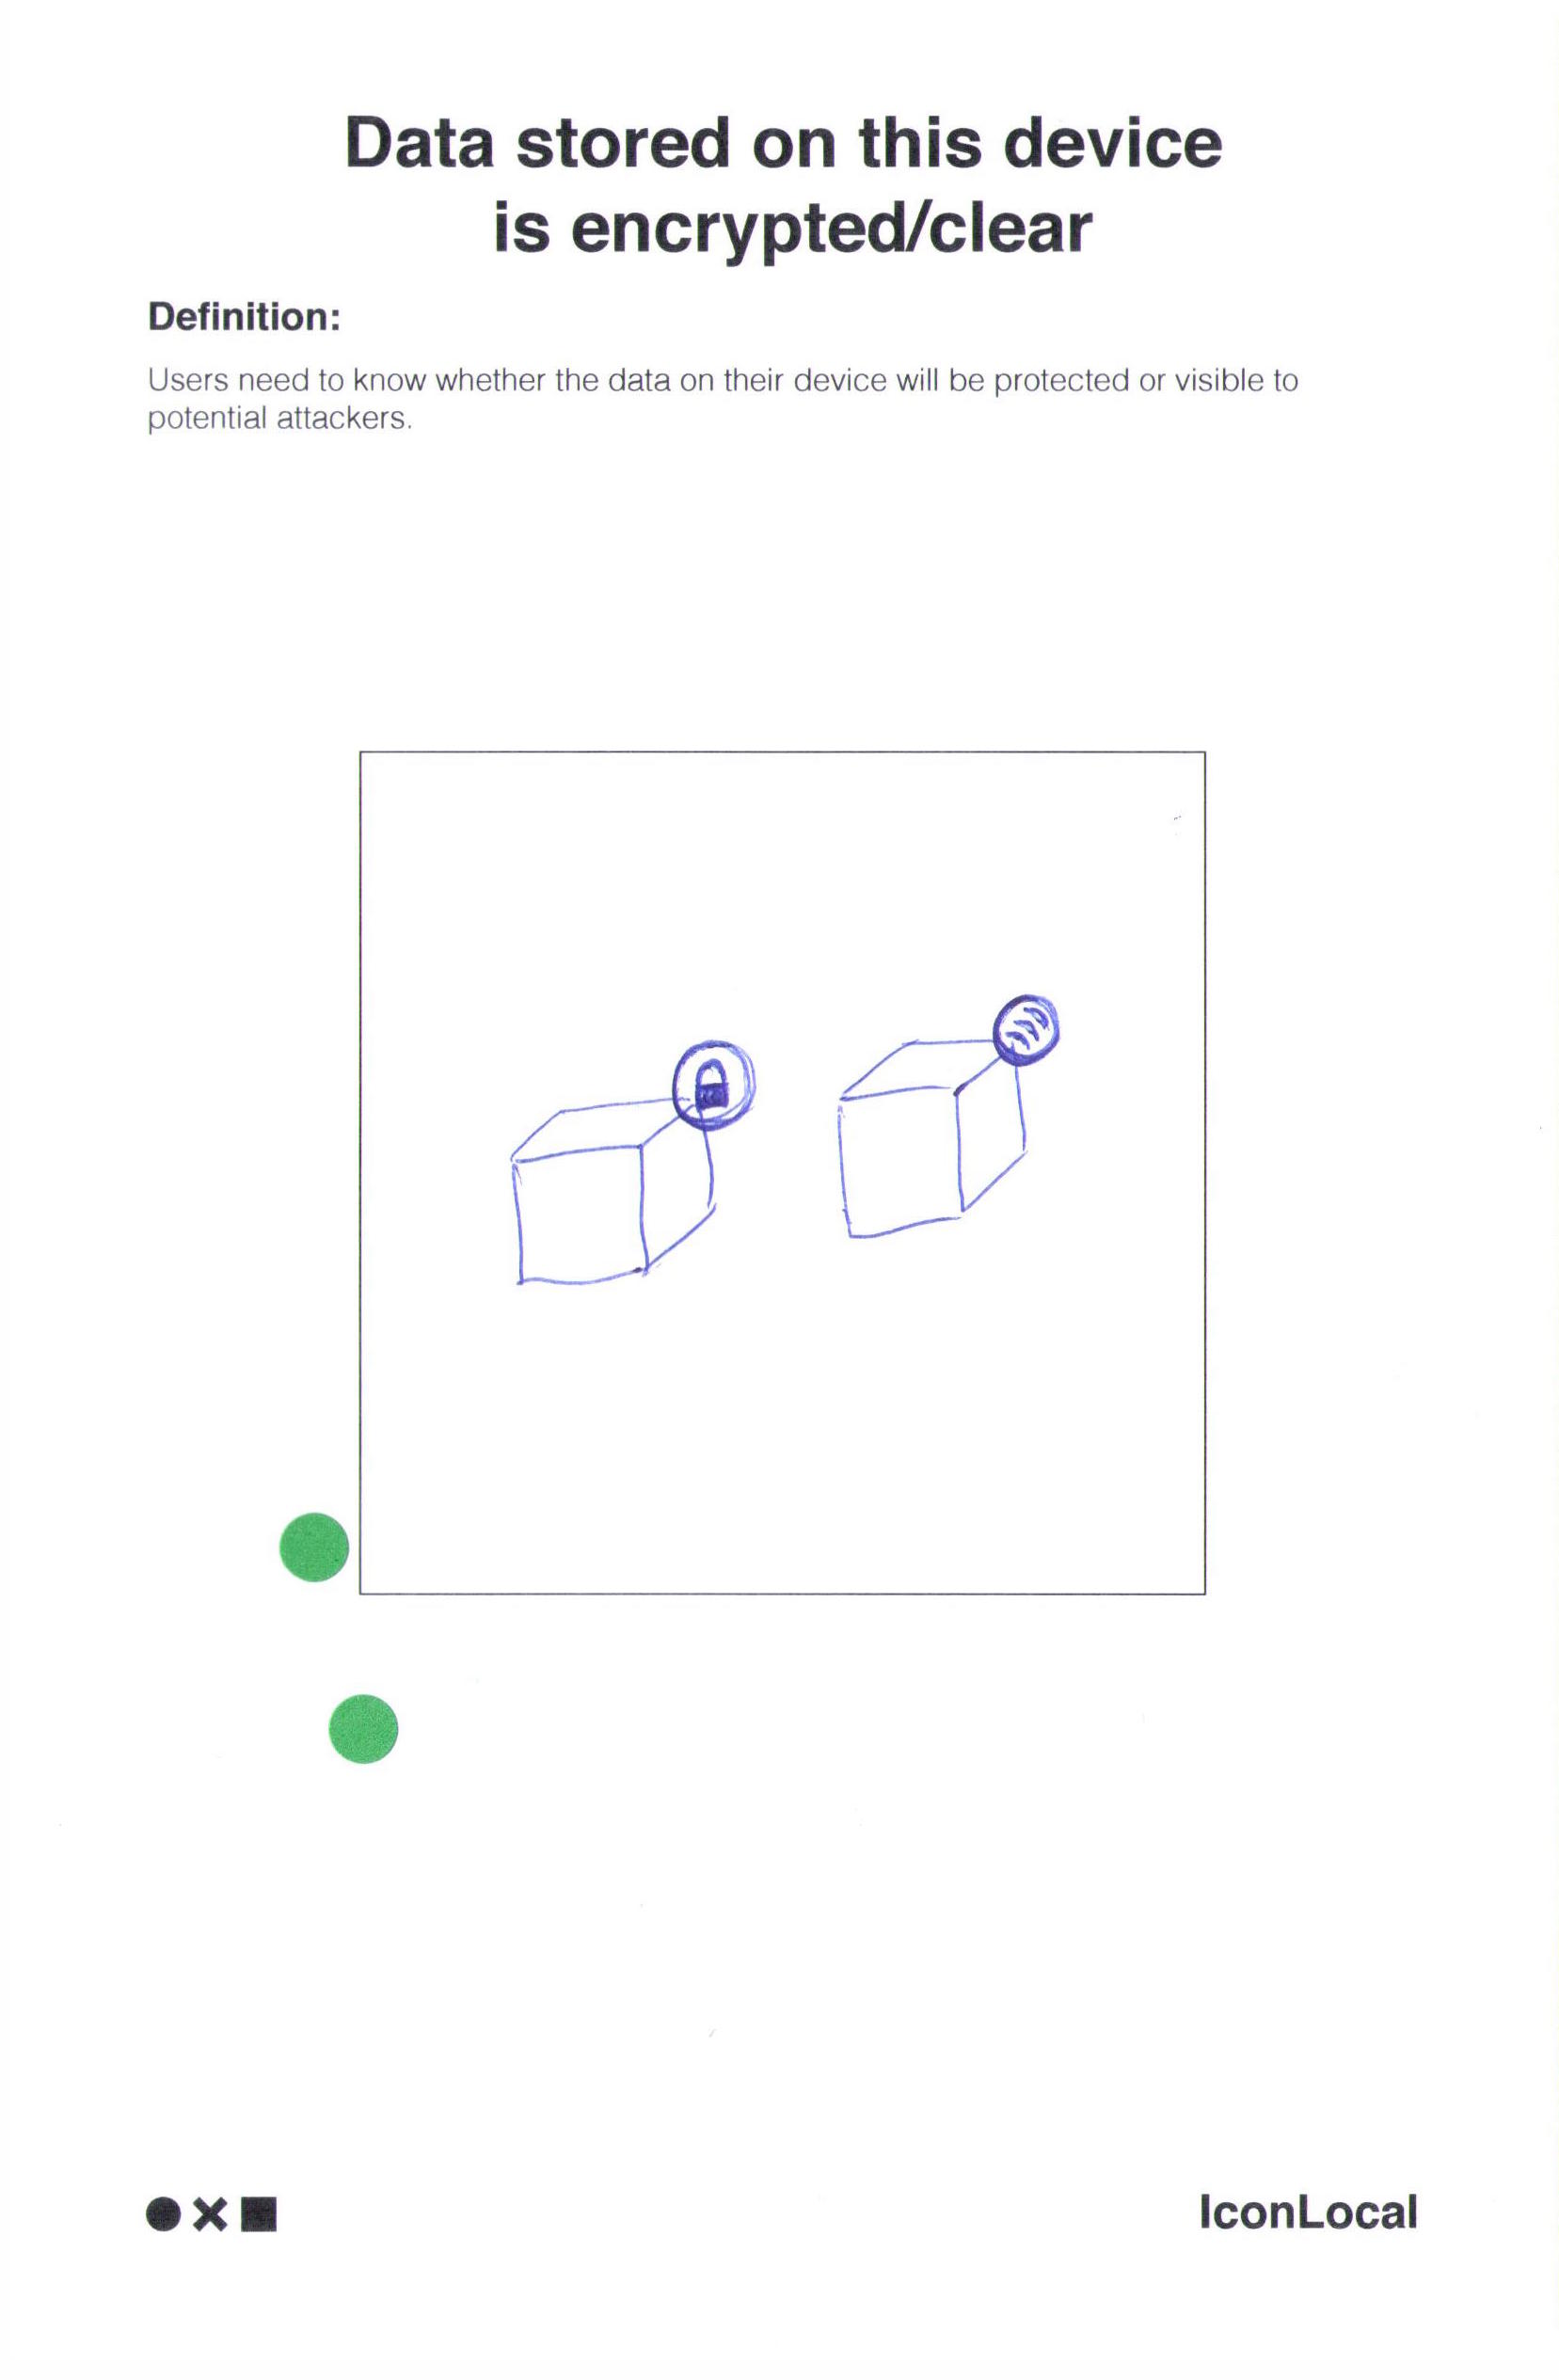 Data stored on this device
is encrypted/clear
Definition:
Users need to know whether the data on their device will be protected or visible to
potential attackers.
IconLocal